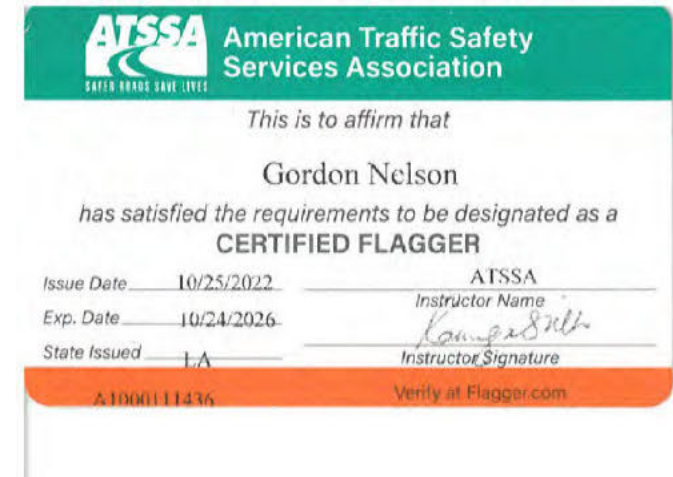 ATSSA
SAFER ROADS SAVE LIVES
American Traffic Safety
Services Association
This is to affirm that
Gordon Nelson
has satisfied the requirements to be designated as a
CERTIFIED FLAGGER
Issue Date 10/25/2022
ATSSA
Instructor Name
Exp. Date 10/24/2026
State Issued LA
Instructor Signature
A1000111436
Verify at Flagger.com